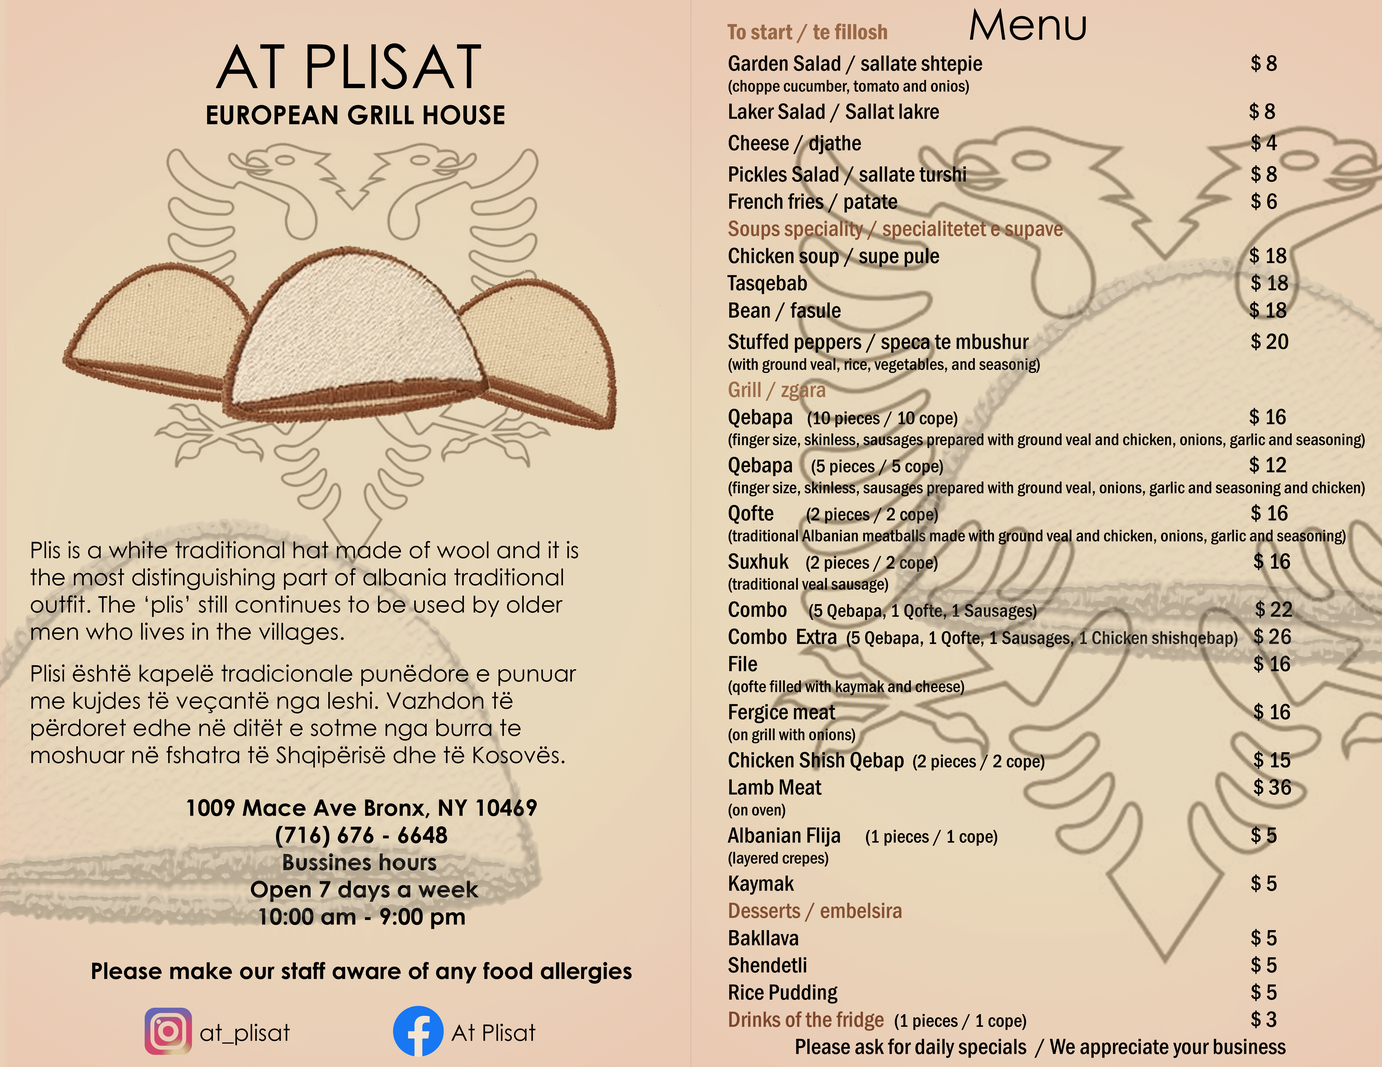 AT PLISAT
EUROPEAN GRILL HOUSE
Plis is a white traditional hat made of wool and it is
the most distinguishing part of albania traditional
outfit. The ‘plis’ still continues to be used by older
men who lives in the villages.
Plisi është kapelë tradicionale punëdore e punuar
me kujdes të veçantë nga leshi. Vazhdon të
përdoret edhe në ditët e sotme nga burra te
moshuar në fshatra të Shqipërisë dhe të Kosovës.
1009 Mace Ave Bronx, NY 10469
(716) 676 - 6648
Bussines hours
Open 7 days a week
10:00 am - 9:00 pm
Please make our staff aware of any food allergies
at_plisat
At Plisat
Menu
To start / te fillosh
Garden Salad / sallate shtepie $ 8
(choppe cucumber, tomato and onios)
Laker Salad / Sallat lakre $ 8
Cheese / djathe $ 4
Pickles Salad / sallate turshi $ 8
French fries / patate $ 6
Soups speciality / specialitetet e supave
Chicken soup / supe pule $ 18
Tasqebab $ 18
Bean / fasule $ 18
Stuffed peppers / speca te mbushur $ 20
(with ground veal, rice, vegetables, and seasonig)
Grill / zgara
Qebapa (10 pieces / 10 cope) $ 16
(finger size, skinless, sausages prepared with ground veal and chicken, onions, garlic and seasoning)
Qebapa (5 pieces / 5 cope) $ 12
(finger size, skinless, sausages prepared with ground veal, onions, garlic and seasoning and chicken)
Qofte (2 pieces / 2 cope) $ 16
(traditional Albanian meatballs made with ground veal and chicken, onions, garlic and seasoning)
Suxhuk (2 pieces / 2 cope) $ 16
(traditional veal sausage)
Combo (5 Qebapa, 1 Qofte, 1 Sausages) $ 22
Combo Extra (5 Qebapa, 1 Qofte, 1 Sausages, 1 Chicken shishqebap) $ 26
File $ 16
(qofte filled with kaymak and cheese)
Fergice meat $ 16
(on grill with onions)
Chicken Shish Qebap (2 pieces / 2 cope) $ 15
Lamb Meat $ 36
(on oven)
Albanian Flija (1 pieces / 1 cope) $ 5
(layered crepes)
Kaymak $ 5
Desserts / embelsira
Bakllava $ 5
Shendetli $ 5
Rice Pudding $ 5
Drinks of the fridge (1 pieces / 1 cope) $ 3
Please ask for daily specials / We appreciate your business